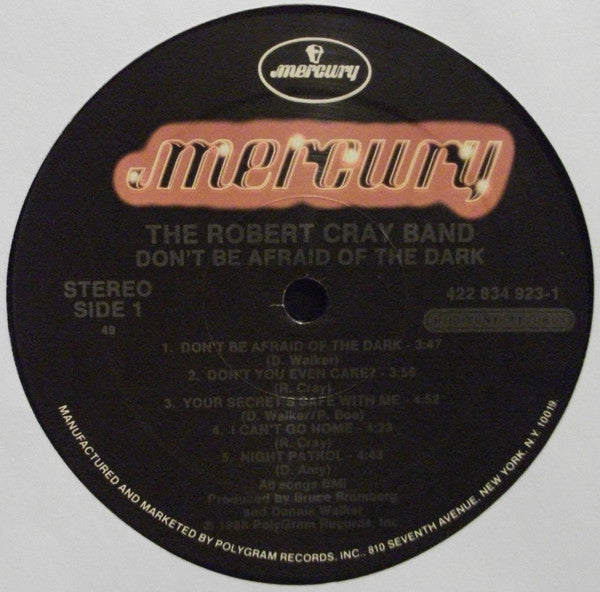 mercury
mercury
THE ROBERT CRAY BAND
DON'T BE AFRAID OF THE DARK
STEREO
SIDE 1
49
422 834 923-1
1. DON'T BE AFRAID OF THE DARK - 3:47
(D. Walker)
2. DON'T YOU EVEN CARE? - 3:59
(R. Cray)
3. YOUR SECRET'S SAFE WITH ME - 4:52
(D. Walker/P. Boe)
4. I CAN'T GO HOME - 4:23
(R. Cray)
5. NIGHT PATROL - 4:43
(D. Amy)
All songs BMI
Produced by Bruce Bromberg
and Dennis Walker
℗ 1988 PolyGram Records, Inc.
MANUFACTURED AND MARKETED BY POLYGRAM RECORDS, INC., 810 SEVENTH AVENUE, NEW YORK, N.Y. 10019.